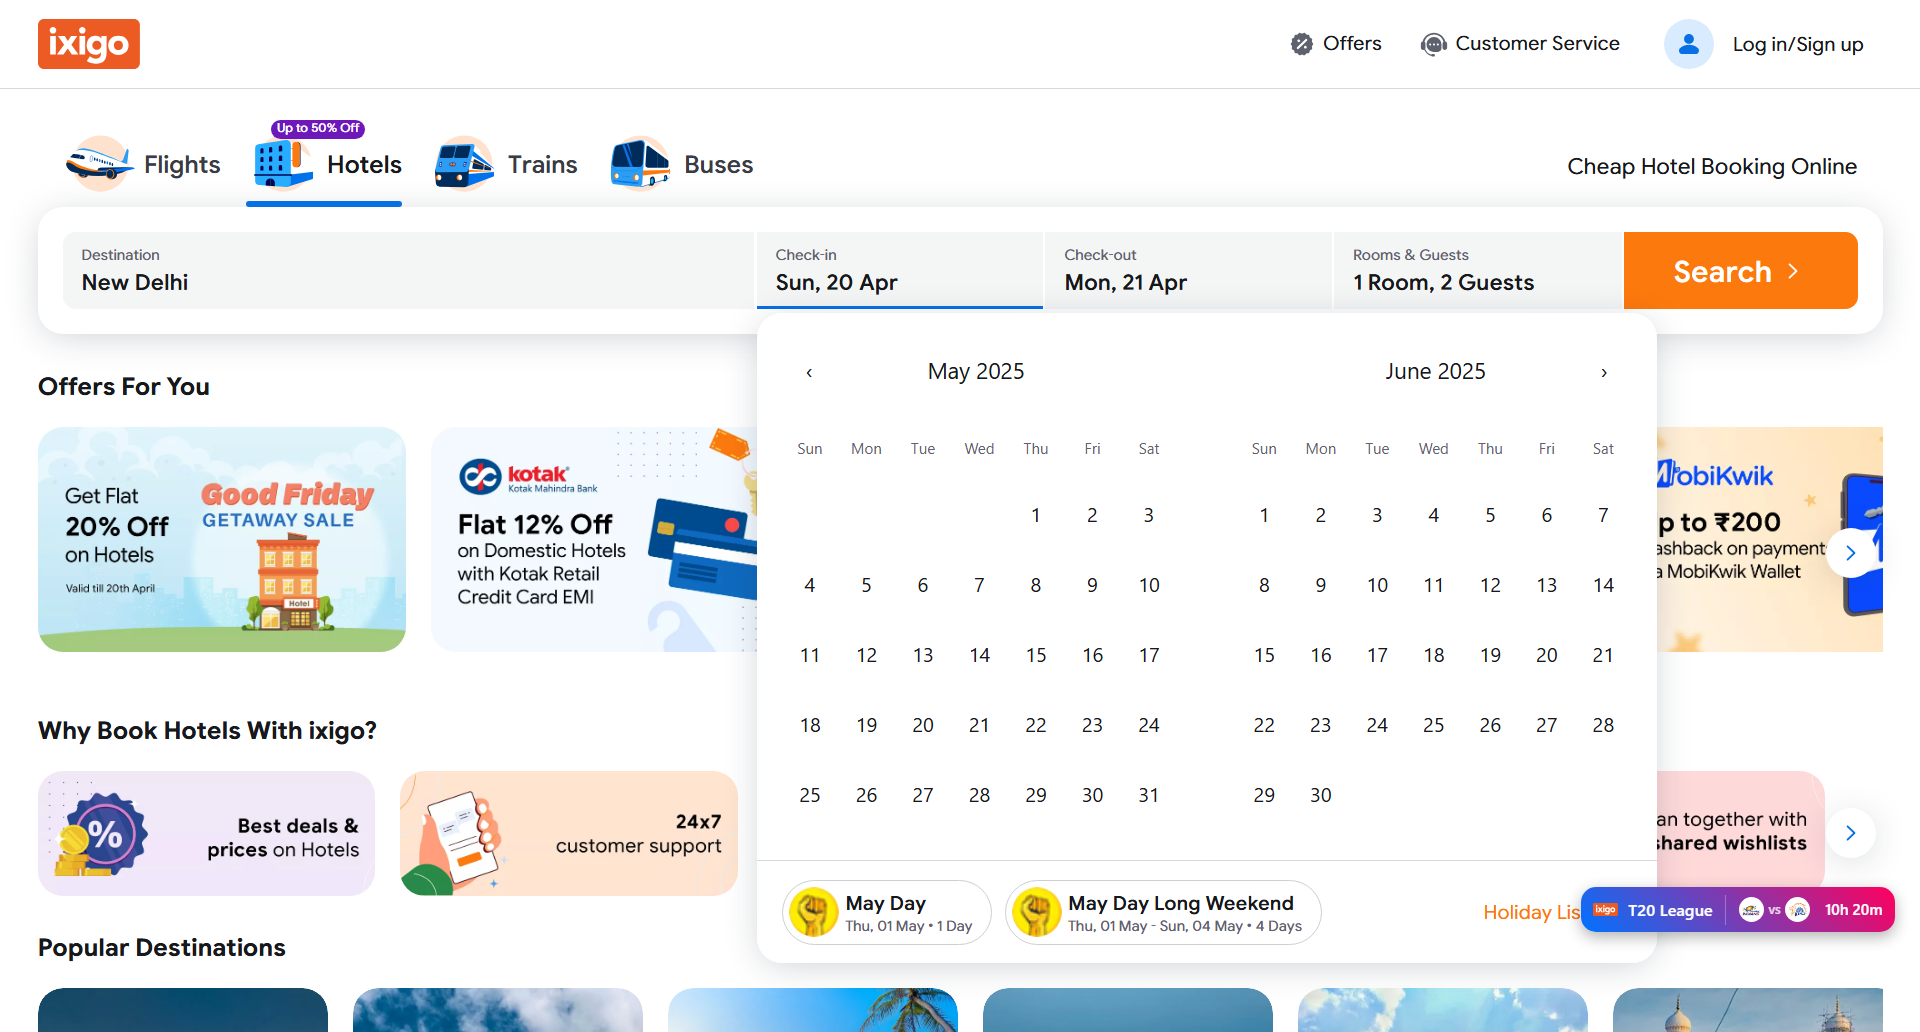 ixigo
Offers
Customer Service
Log in/Sign up
Up to 50% Off
Flights
Hotels
Trains
Buses
Cheap Hotel Booking Online
Destination
New Delhi
Check-in
Sun, 20 Apr
Check-out
Mon, 21 Apr
Rooms & Guests
1 Room, 2 Guests
Search
Offers For You
Get Flat
20% Off
on Hotels
Valid till 20th April
Good Friday
GETAWAY SALE
Hotel
kotak
Kotak Mahindra Bank
Flat 12% Off
on Domestic Hotels
with Kotak Retail
Credit Card EMI
‹ May 2025
June 2025 ›
Sun Mon Tue Wed Thu Fri Sat
1 2 3
4 5 6 7 8 9 10
11 12 13 14 15 16 17
18 19 20 21 22 23 24
25 26 27 28 29 30 31
Sun Mon Tue Wed Thu Fri Sat
1 2 3 4 5 6 7
8 9 10 11 12 13 14
15 16 17 18 19 20 21
22 23 24 25 26 27 28
29 30
May Day
Thu, 01 May • 1 Day
May Day Long Weekend
Thu, 01 May - Sun, 04 May • 4 Days
Holiday Lis
MobiKwik
p to ₹200
ashback on payment
a MobiKwik Wallet
Why Book Hotels With ixigo?
%
Best deals &
prices on Hotels
24x7
customer support
an together with
shared wishlists
ixigo T20 League
vs
10h 20m
Popular Destinations